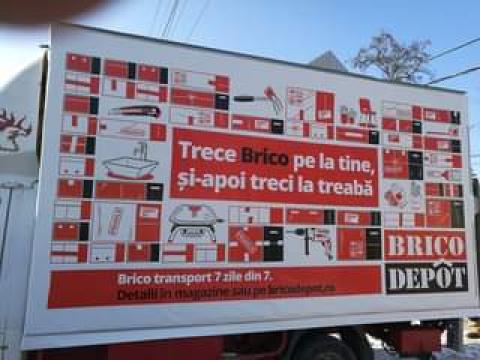 Trece Brico pe la tine,
și-apoi treci la treabă
BRICO
DEPÔT
Brico transport 7 zile din 7.
Detalii în magazine sau pe bricodepot.ro